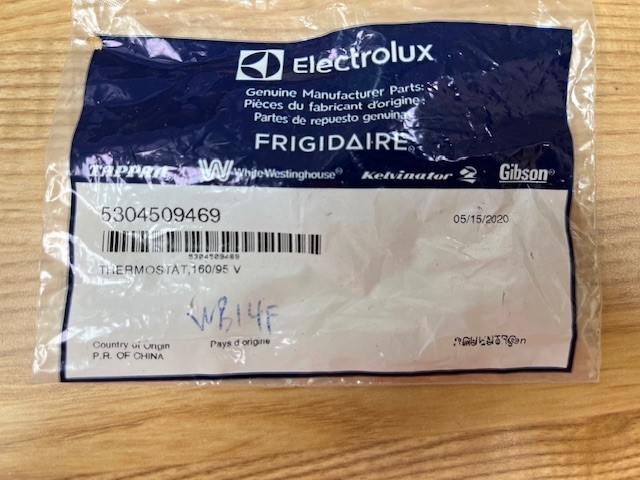 Electrolux
Genuine Manufacturer Parts:
Pièces du fabricant d'origine:
Partes de repuesto genuina
FRIGIDAIRE®
TAPPAN White-Westinghouse® Kelvinator Gibson®
5304509469
05/15/2020
5304509469
THERMOSTAT,160/95 V
WB14F
Country of Origin Pays d'origine
P.R. OF CHINA